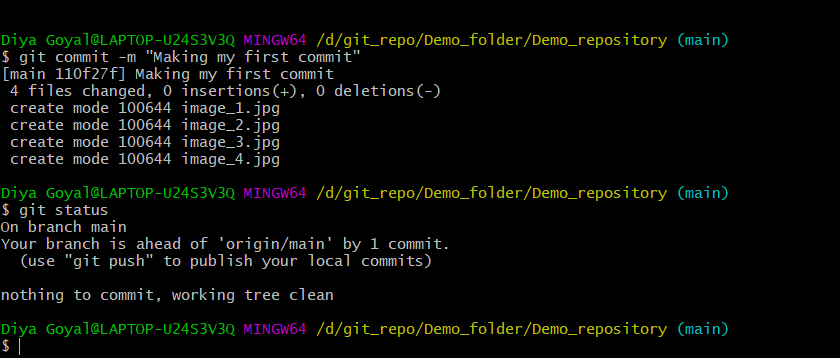 Diya Goyal@LAPTOP-U24S3V3Q MINGW64 /d/git_repo/Demo_folder/Demo_repository (main)
$ git commit -m "Making my first commit"
[main 110f27f] Making my first commit
 4 files changed, 0 insertions(+), 0 deletions(-)
 create mode 100644 image_1.jpg
 create mode 100644 image_2.jpg
 create mode 100644 image_3.jpg
 create mode 100644 image_4.jpg
Diya Goyal@LAPTOP-U24S3V3Q MINGW64 /d/git_repo/Demo_folder/Demo_repository (main)
$ git status
On branch main
Your branch is ahead of 'origin/main' by 1 commit.
  (use "git push" to publish your local commits)
nothing to commit, working tree clean
Diya Goyal@LAPTOP-U24S3V3Q MINGW64 /d/git_repo/Demo_folder/Demo_repository (main)
$